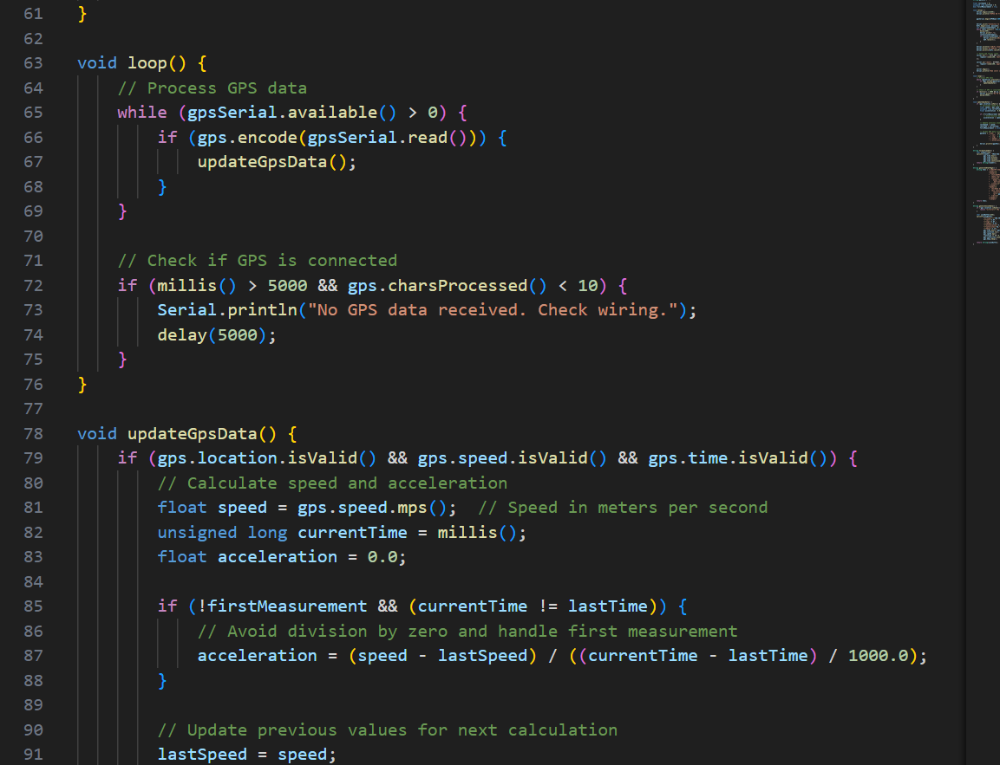 61 }
62
63 void loop() {
64 // Process GPS data
65 while (gpsSerial.available() > 0) {
66 if (gps.encode(gpsSerial.read())) {
67 updateGpsData();
68 }
69 }
70
71 // Check if GPS is connected
72 if (millis() > 5000 && gps.charsProcessed() < 10) {
73 Serial.println("No GPS data received. Check wiring.");
74 delay(5000);
75 }
76 }
77
78 void updateGpsData() {
79 if (gps.location.isValid() && gps.speed.isValid() && gps.time.isValid()) {
80 // Calculate speed and acceleration
81 float speed = gps.speed.mps(); // Speed in meters per second
82 unsigned long currentTime = millis();
83 float acceleration = 0.0;
84
85 if (!firstMeasurement && (currentTime != lastTime)) {
86 // Avoid division by zero and handle first measurement
87 acceleration = (speed - lastSpeed) / ((currentTime - lastTime) / 1000.0);
88 }
89
90 // Update previous values for next calculation
91 lastSpeed = speed;